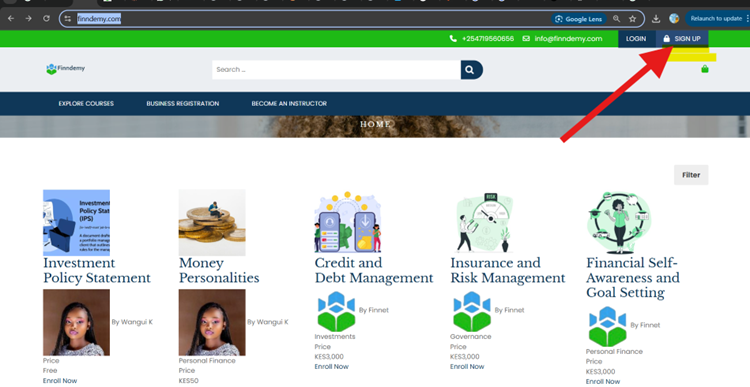 finndemy.com
Google Lens
Relaunch to update
+254719560656
info@finndemy.com
LOGIN
SIGN UP
Finndemy
Search ...
EXPLORE COURSES
BUSINESS REGISTRATION
BECOME AN INSTRUCTOR
HOME
Filter
Investment
Policy Statement
(IPS)
Investment
Policy Statement
By Wangui K
Price
Free
Enroll Now
Money
Personalities
By Wangui K
Personal Finance
Price
KES50
Credit and
Debt Management
By Finnet
Investments
Price
KES3,000
Enroll Now
RISK
Insurance and
Risk Management
By Finnet
Governance
Price
KES3,000
Enroll Now
Financial Self-
Awareness and
Goal Setting
By Finnet
Personal Finance
Price
KES3,000